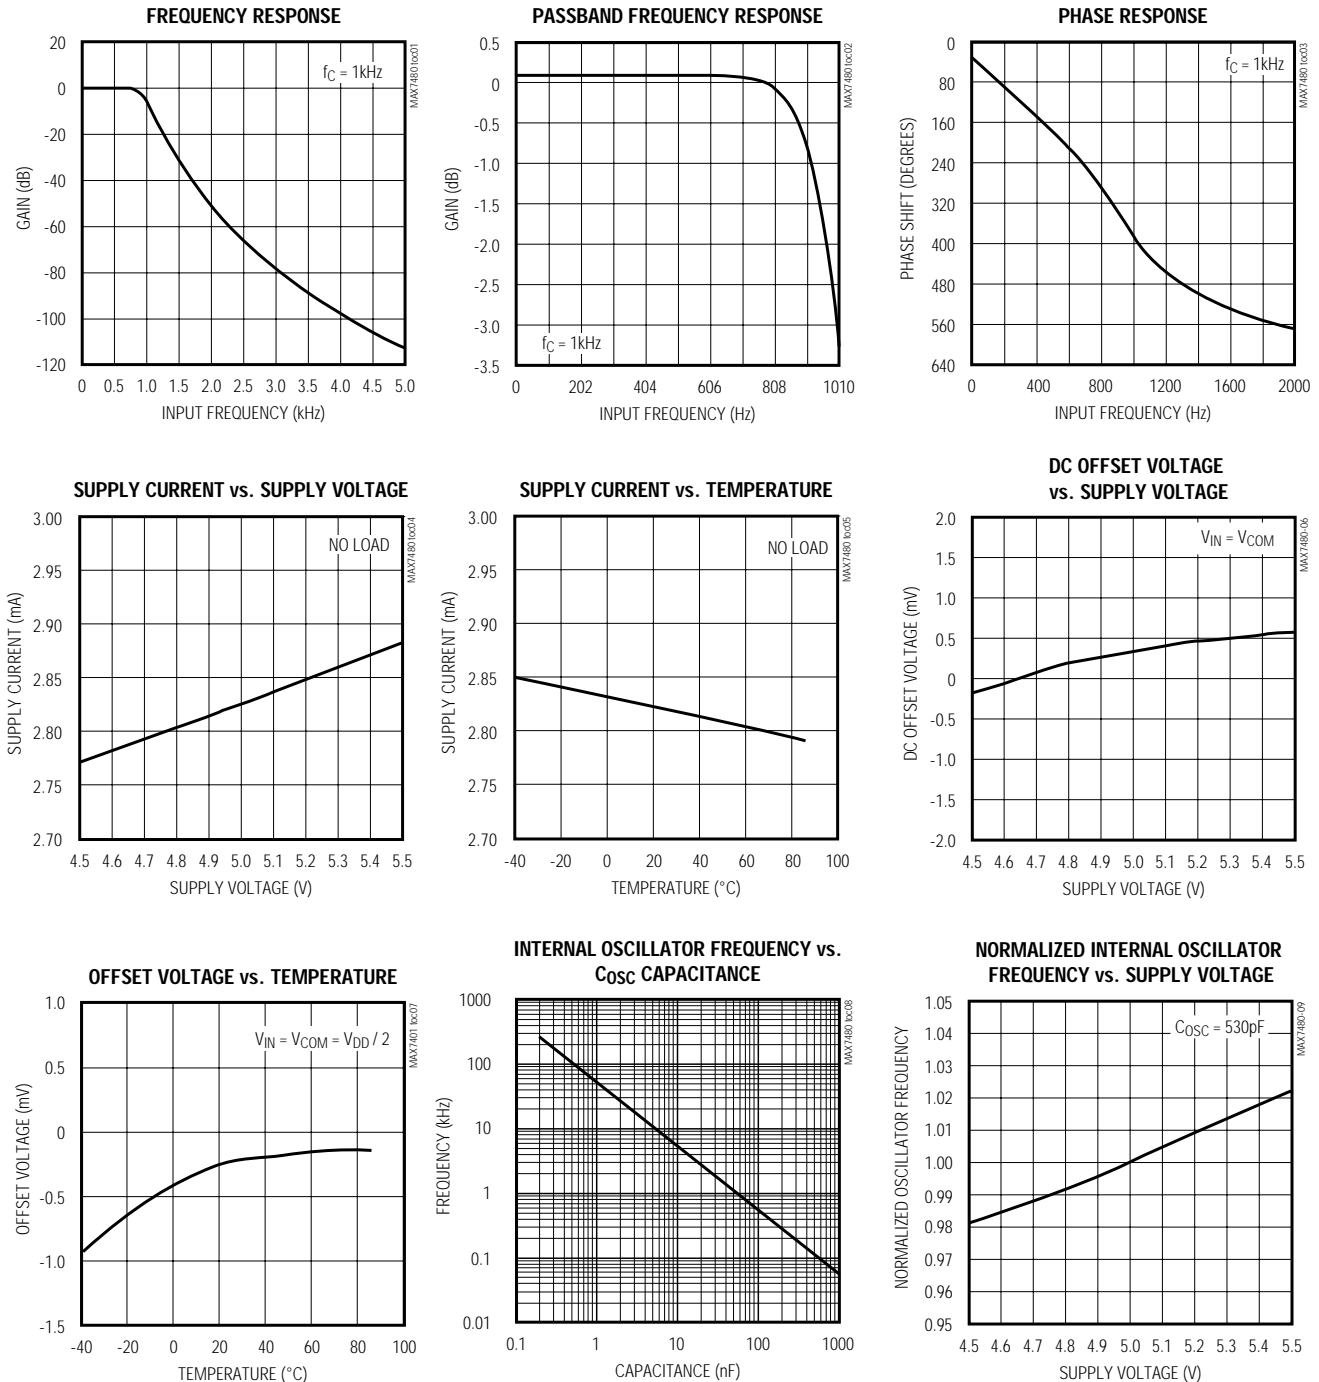 FREQUENCY RESPONSE
20
0
-20
-40
-60
-80
-100
-120
GAIN (dB)
fC = 1kHz
MAX7480 toc01
0 0.5 1.0 1.5 2.0 2.5 3.0 3.5 4.0 4.5 5.0
INPUT FREQUENCY (kHz)
PASSBAND FREQUENCY RESPONSE
0.5
0
-0.5
-1.0
-1.5
-2.0
-2.5
-3.0
-3.5
GAIN (dB)
fC = 1kHz
MAX7480 toc02
0 202 404 606 808 1010
INPUT FREQUENCY (Hz)
PHASE RESPONSE
0
80
160
240
320
400
480
560
640
PHASE SHIFT (DEGREES)
fC = 1kHz
MAX7480 toc03
0 400 800 1200 1600 2000
INPUT FREQUENCY (Hz)
SUPPLY CURRENT vs. SUPPLY VOLTAGE
3.00
2.95
2.90
2.85
2.80
2.75
2.70
SUPPLY CURRENT (mA)
NO LOAD
MAX7480 toc04
4.5 4.6 4.7 4.8 4.9 5.0 5.1 5.2 5.3 5.4 5.5
SUPPLY VOLTAGE (V)
SUPPLY CURRENT vs. TEMPERATURE
3.00
2.95
2.90
2.85
2.80
2.75
2.70
SUPPLY CURRENT (mA)
NO LOAD
MAX7480 toc05
-40 -20 0 20 40 60 80 100
TEMPERATURE (°C)
DC OFFSET VOLTAGE
vs. SUPPLY VOLTAGE
2.0
1.5
1.0
0.5
0
-0.5
-1.0
-1.5
-2.0
DC OFFSET VOLTAGE (mV)
VIN = VCOM
MAX7480-06
4.5 4.6 4.7 4.8 4.9 5.0 5.1 5.2 5.3 5.4 5.5
SUPPLY VOLTAGE (V)
OFFSET VOLTAGE vs. TEMPERATURE
1.0
0.5
0
-0.5
-1.0
-1.5
OFFSET VOLTAGE (mV)
VIN = VCOM = VDD / 2
MAX7401 toc07
-40 -20 0 20 40 60 80 100
TEMPERATURE (°C)
INTERNAL OSCILLATOR FREQUENCY vs.
COSC CAPACITANCE
1000
100
10
1
0.1
0.01
FREQUENCY (kHz)
MAX7480 toc08
0.1 1 10 100 1000
CAPACITANCE (nF)
NORMALIZED INTERNAL OSCILLATOR
FREQUENCY vs. SUPPLY VOLTAGE
1.05
1.04
1.03
1.02
1.01
1.00
0.99
0.98
0.97
0.96
0.95
NORMALIZED OSCILLATOR FREQUENCY
COSC = 530pF
MAX7480-09
4.5 4.6 4.7 4.8 4.9 5.0 5.1 5.2 5.3 5.4 5.5
SUPPLY VOLTAGE (V)